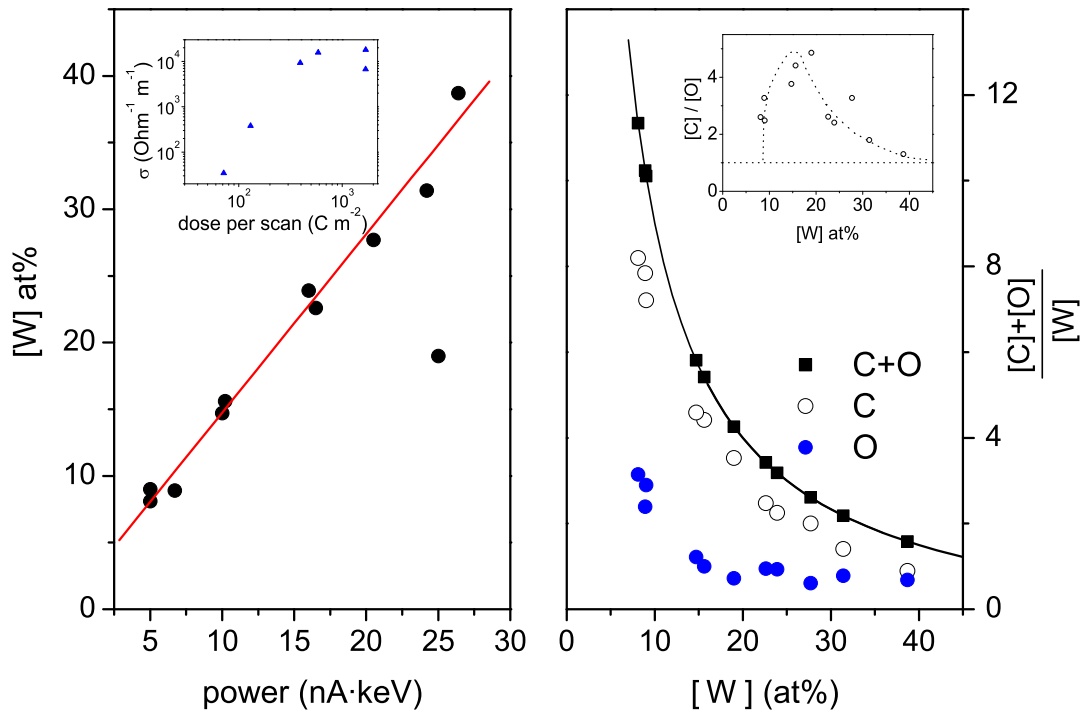 40
30
20
10
0
[W] at%
5
10
15
20
25
30
power (nA·keV)
10⁴
10³
10²
σ (Ohm⁻¹ m⁻¹)
10²
10³
dose per scan (C m⁻²)
12
8
4
0
[C]+[O]
[W]
0
10
20
30
40
[ W ] (at%)
C+O
C
O
4
2
0
[C] / [O]
0
10
20
30
40
[W] at%